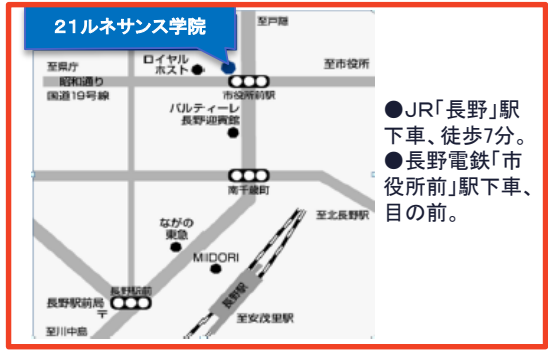 21ルネサンス学院
至戸隠
ロイヤル
ホスト
至県庁
至市役所
昭和通り
国道19号線
市役所前駅
バルティーレ
長野迎賓館
南千歳町
至北長野駅
ながの
東急
MIDORI
長野駅前
長野駅前局
〒
長野駅
至川中島
至安茂里駅
●JR「長野」駅
下車、徒歩7分。
●長野電鉄「市
役所前」駅下車、
目の前。